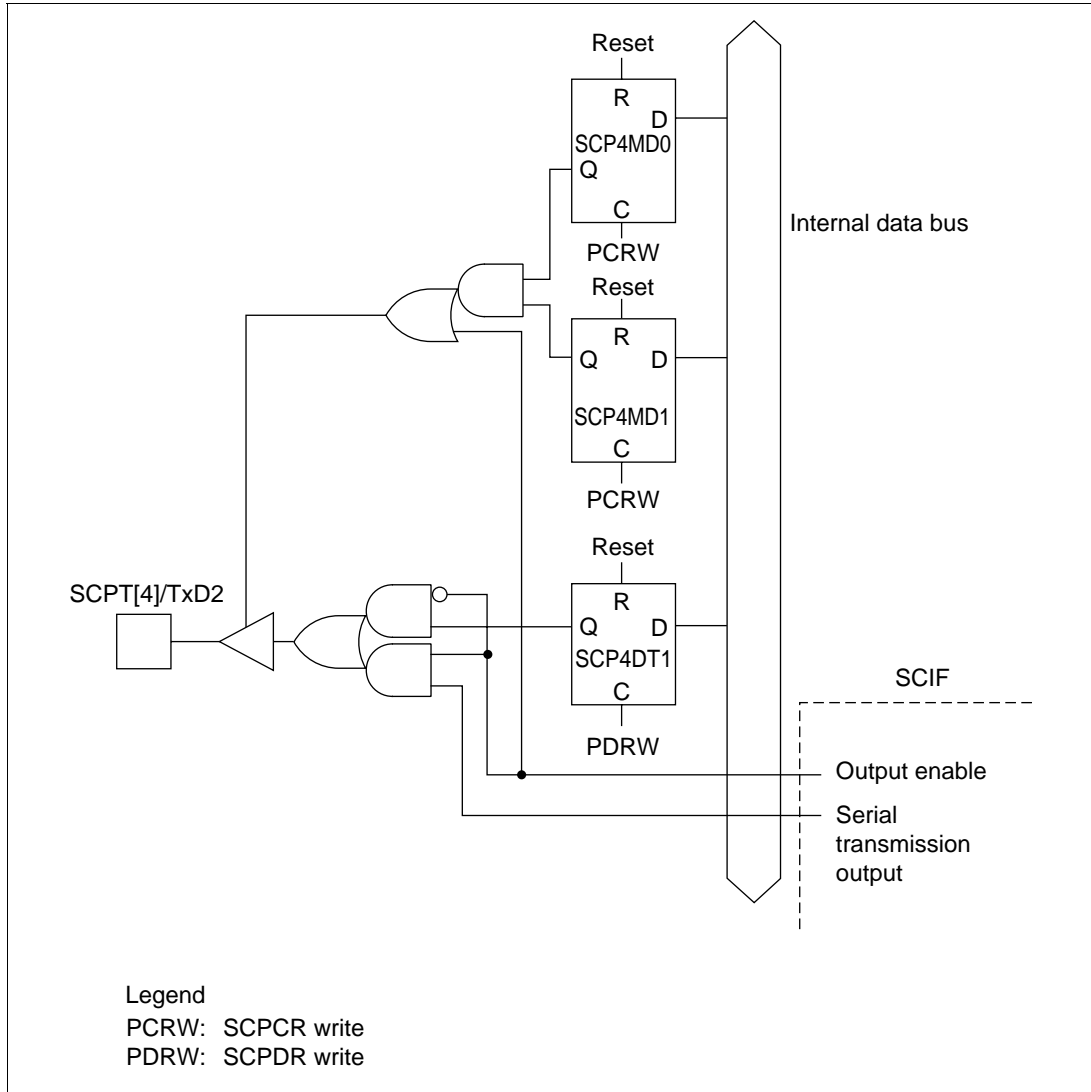 Reset
R
D
SCP4MD0
Q
C
PCRW
Internal data bus
Reset
R
Q
D
SCP4MD1
C
PCRW
Reset
SCPT[4]/TxD2
R
Q
D
SCP4DT1
C
SCIF
PDRW
Output enable
Serial
transmission
output
Legend
PCRW: SCPCR write
PDRW: SCPDR write